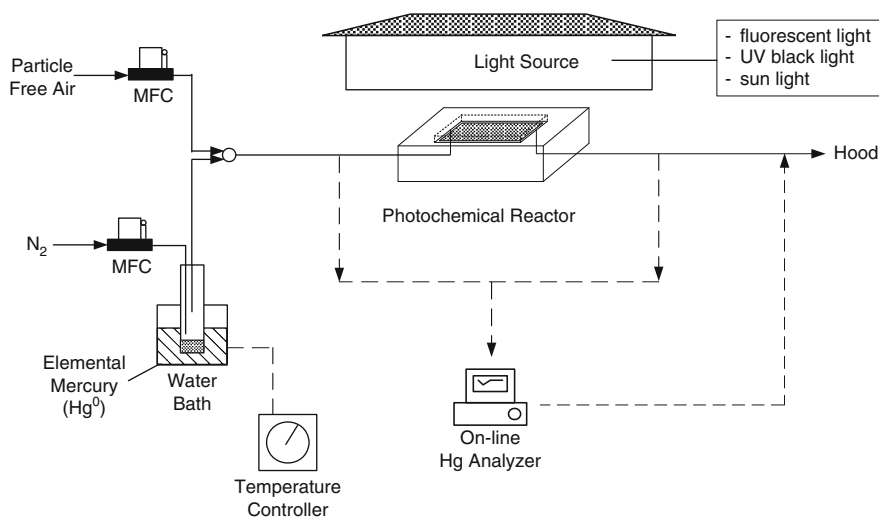 Particle
Free Air
MFC
Light Source
- fluorescent light
- UV black light
- sun light
Hood
Photochemical Reactor
N₂
MFC
Elemental
Mercury
(Hg⁰)
Water
Bath
On-line
Hg Analyzer
Temperature
Controller